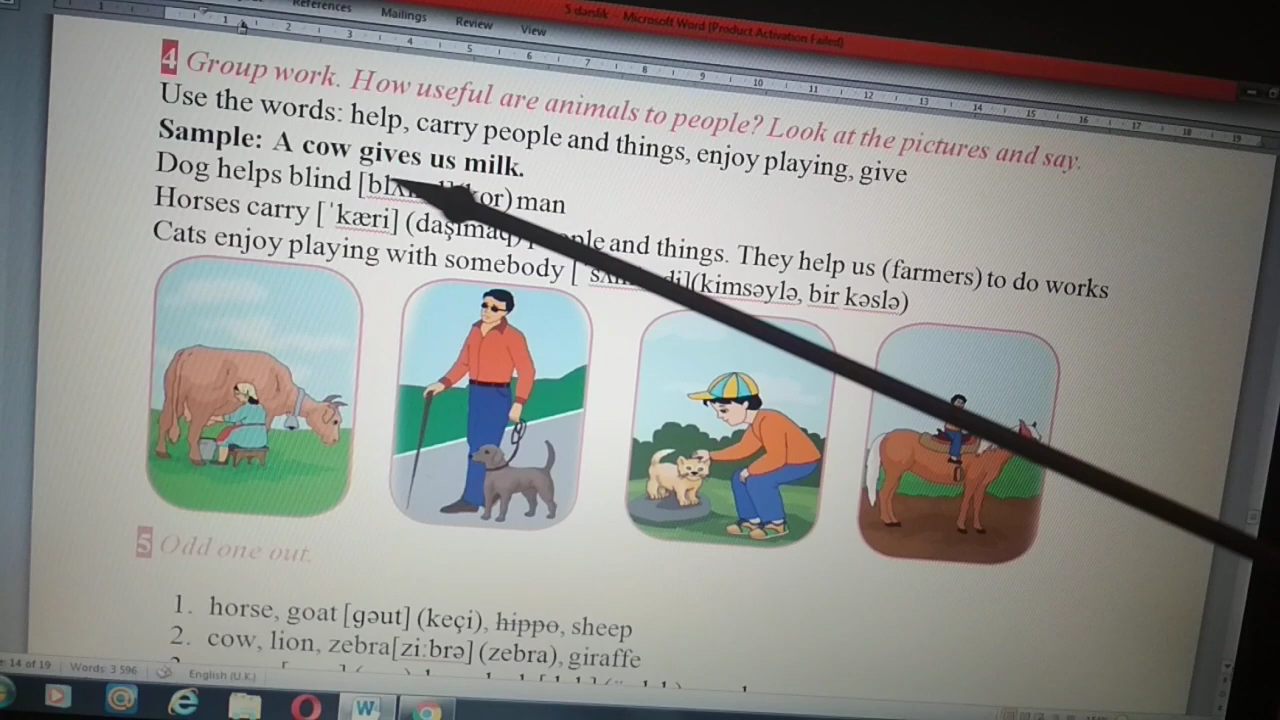 References Mailings Review View
5 dərslik - Microsoft Word (Product Activation Failed)
4 Group work. How useful are animals to people? Look at the pictures and say.
Use the words: help, carry people and things, enjoy playing, give
Sample: A cow gives us milk.
Dog helps blind man
Horses carry [ˈkæri] (daşımaq) and things. They help us (farmers) to do works
Cats enjoy playing with somebody (kimsəylə, bir kəslə)
5 Odd one out.
1. horse, goat [gəut] (keçi), hippo, sheep
2. cow, lion, zebra[zi:brə] (zebra), giraffe
14 of 19 Words: 3 596 English (U.K.)